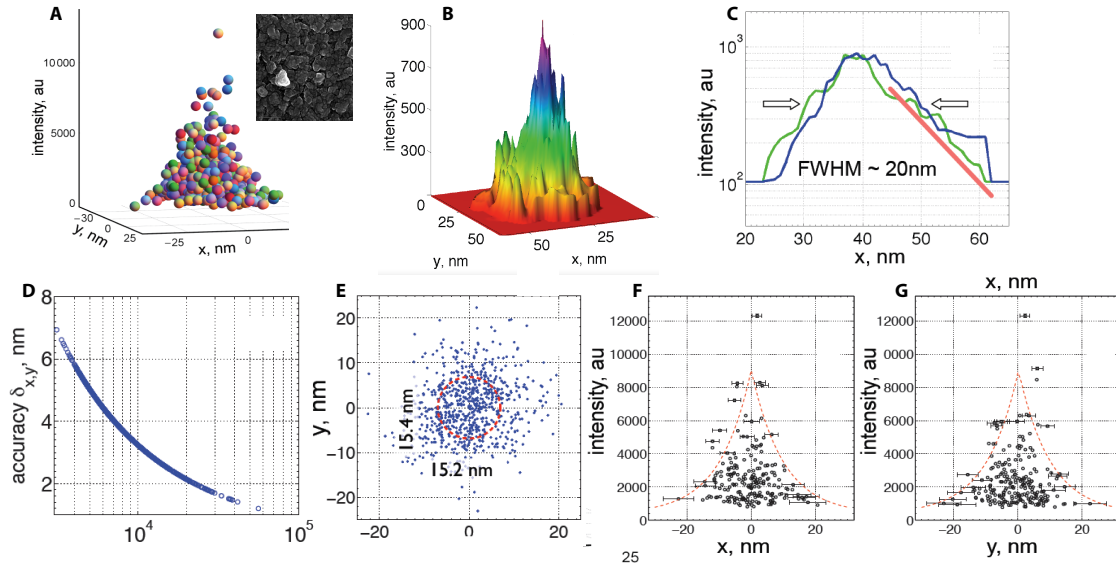 A
intensity, au
10000
5000
0
−30
0
25
y, nm
−25
0
x, nm
B
intensity, au
900
700
500
300
0
25
50
y, nm
50
25
x, nm
C
intensity, au
10³
10²
FWHM ~ 20nm
20 30 40 50 60
x, nm
x, nm
D
accuracy δx,y, nm
8
6
4
2
10⁴ 10⁵
E
y, nm
20
10
0
−10
−20
15.4 nm
15.2 nm
−20 0 20
F
intensity, au
12000
10000
8000
6000
4000
2000
0
−20 0 20
x, nm
25
G
intensity, au
12000
0000
8000
6000
4000
2000
0
−20 0 20
y, nm